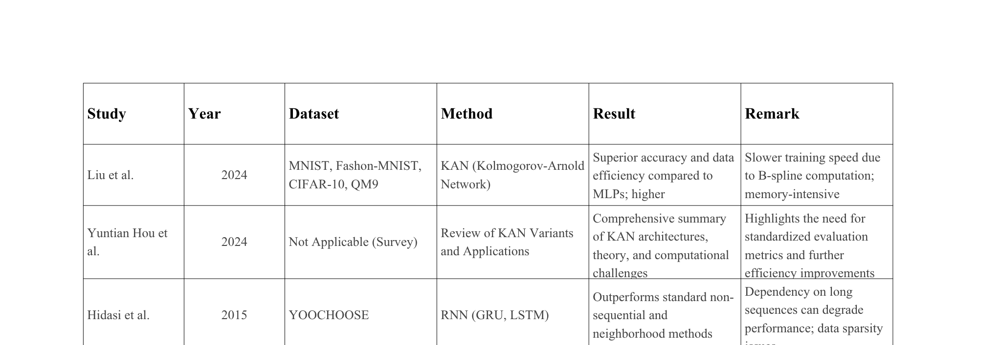 Study Year Dataset Method Result Remark
Liu et al.
2024
MNIST, Fashon-MNIST,
CIFAR-10, QM9
KAN (Kolmogorov-Arnold
Network)
Superior accuracy and data
efficiency compared to
MLPs; higher
Slower training speed due
to B-spline computation;
memory-intensive
Yuntian Hou et
al.
2024
Not Applicable (Survey)
Review of KAN Variants
and Applications
Comprehensive summary
of KAN architectures,
theory, and computational
challenges
Highlights the need for
standardized evaluation
metrics and further
efficiency improvements
Hidasi et al.
2015
YOOCHOOSE
RNN (GRU, LSTM)
Outperforms standard non-
sequential and
neighborhood methods
Dependency on long
sequences can degrade
performance; data sparsity